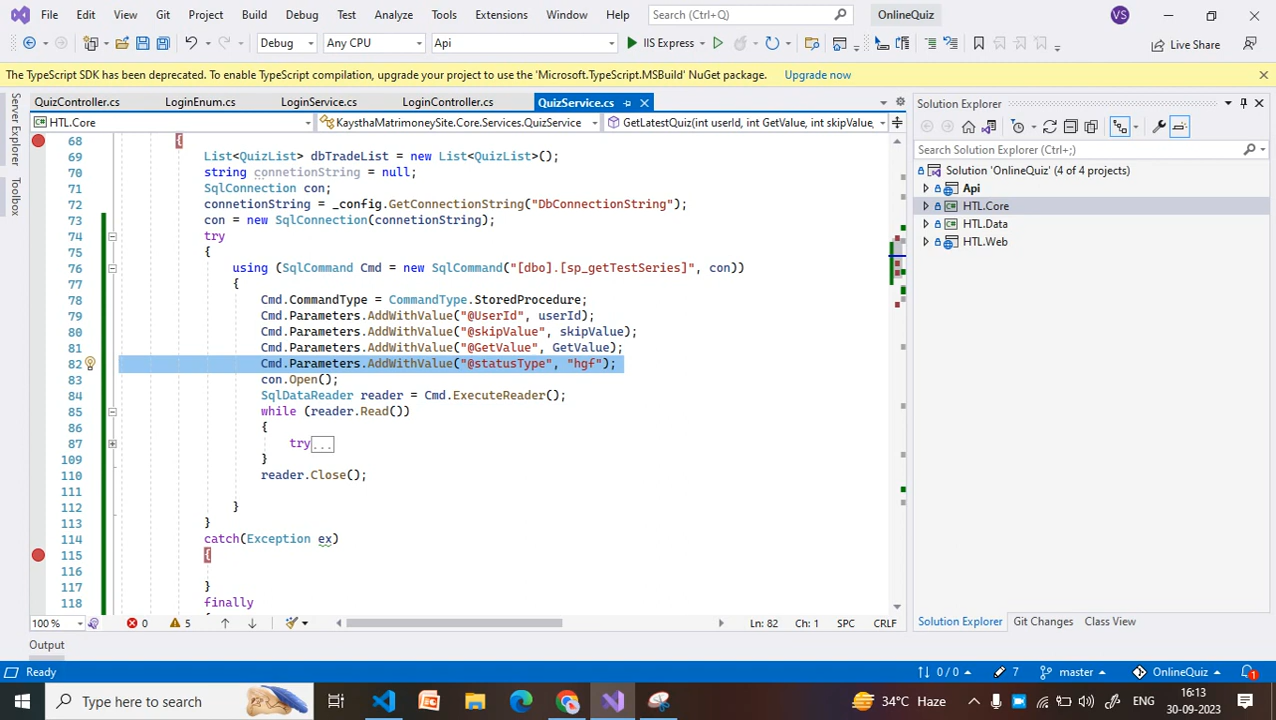 File Edit View Git Project Build Debug Test Analyze Tools Extensions Window Help Search (Ctrl+Q) OnlineQuiz VS
Debug Any CPU Api IIS Express Live Share
The TypeScript SDK has been deprecated. To enable TypeScript compilation, upgrade your project to use the 'Microsoft.TypeScript.MSBuild' NuGet package. Upgrade now
Server Explorer
Toolbox
QuizController.cs LoginEnum.cs LoginService.cs LoginController.cs QuizService.cs
HTL.Core KaysthaMatrimoneySite.Core.Services.QuizService GetLatestQuiz(int userId, int GetValue, int skipValue,
68 {
69 List<QuizList> dbTradeList = new List<QuizList>();
70 string connetionString = null;
71 SqlConnection con;
72 connetionString = _config.GetConnectionString("DbConnectionString");
73 con = new SqlConnection(connetionString);
74 try
75 {
76 using (SqlCommand Cmd = new SqlCommand("[dbo].[sp_getTestSeries]", con))
77 {
78 Cmd.CommandType = CommandType.StoredProcedure;
79 Cmd.Parameters.AddWithValue("@UserId", userId);
80 Cmd.Parameters.AddWithValue("@skipValue", skipValue);
81 Cmd.Parameters.AddWithValue("@GetValue", GetValue);
82 Cmd.Parameters.AddWithValue("@statusType", "hgf");
83 con.Open();
84 SqlDataReader reader = Cmd.ExecuteReader();
85 while (reader.Read())
86 {
87 try...
109 }
110 reader.Close();
111
112 }
113 }
114 catch(Exception ex)
115 {
116
117 }
118 finally
100 % 0 5 Ln: 82 Ch: 1 SPC CRLF
Output
Solution Explorer
Search Solution Explorer (Ctrl+;)
Solution 'OnlineQuiz' (4 of 4 projects)
Api
HTL.Core
HTL.Data
HTL.Web
Solution Explorer Git Changes Class View
Ready 0 / 0 7 master OnlineQuiz 1
Type here to search 34°C Haze ENG 16:13
30-09-2023